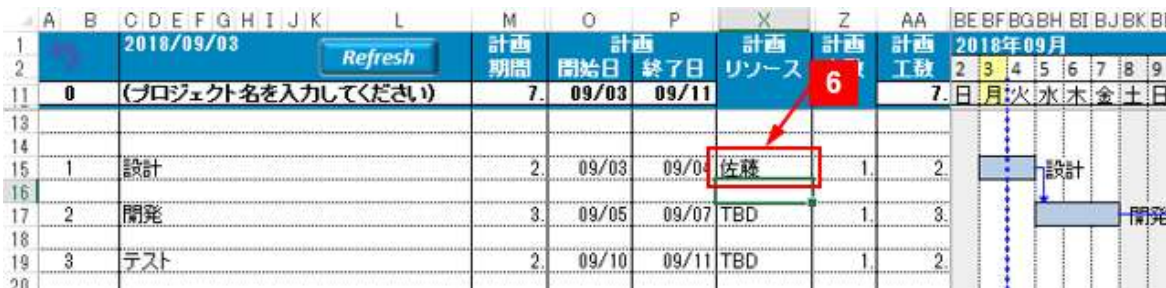 A B C D E F G H I J K L M O P X Z AA BE BF BG BH BI BJ BK
1 2018/09/03 Refresh 計画 計画 計画 計画 計画 2018年09月
2 期間 開始日 終了日 リソース 工数 2 3 4 5 6 7 8 9
11 0 (プロジェクト名を入力してください) 7. 09/03 09/11 7. 日 月 火 水 木 金 土 日
6
13
14
15 1 設計 2. 09/03 09/04 佐藤 1. 2. 設計
16
17 2 開発 3. 09/05 09/07 TBD 1. 3. 開発
18
19 3 テスト 2. 09/10 09/11 TBD 1. 2.
20